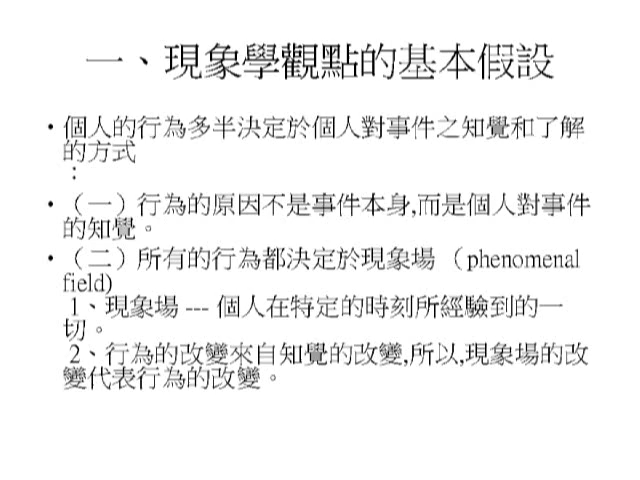 一、現象學觀點的基本假設
• 個人的行為多半決定於個人對事件之知覺和了解
的方式
：
• （一）行為的原因不是事件本身,而是個人對事件
的知覺。
• （二）所有的行為都決定於現象場 （phenomenal
field)
1、現象場 --- 個人在特定的時刻所經驗到的一
切。
2、行為的改變來自知覺的改變,所以,現象場的改
變代表行為的改變。